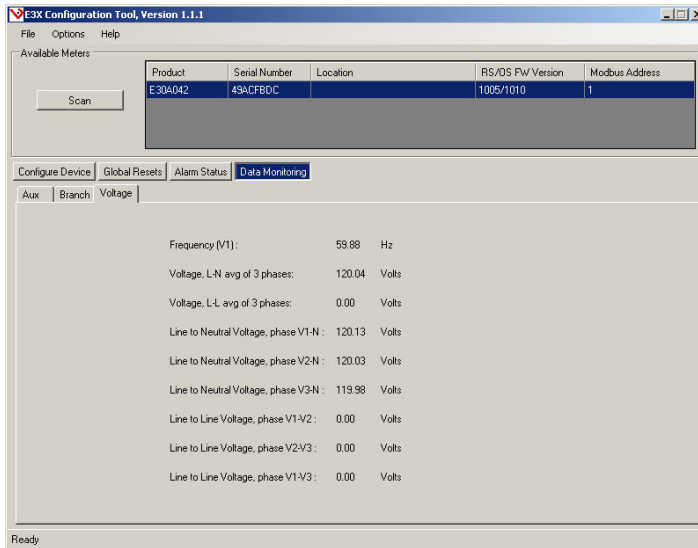 E3X Configuration Tool, Version 1.1.1
File Options Help
Available Meters
Scan
Product Serial Number Location RS/OS FW Version Modbus Address
E30A042 49ACFBDC 1005/1010 1
Configure Device Global Resets Alarm Status Data Monitoring
Aux Branch Voltage
Frequency (V1) : 59.88 Hz
Voltage, L-N avg of 3 phases: 120.04 Volts
Voltage, L-L avg of 3 phases: 0.00 Volts
Line to Neutral Voltage, phase V1-N : 120.13 Volts
Line to Neutral Voltage, phase V2-N : 120.03 Volts
Line to Neutral Voltage, phase V3-N : 119.98 Volts
Line to Line Voltage, phase V1-V2 : 0.00 Volts
Line to Line Voltage, phase V2-V3 : 0.00 Volts
Line to Line Voltage, phase V1-V3 : 0.00 Volts
Ready